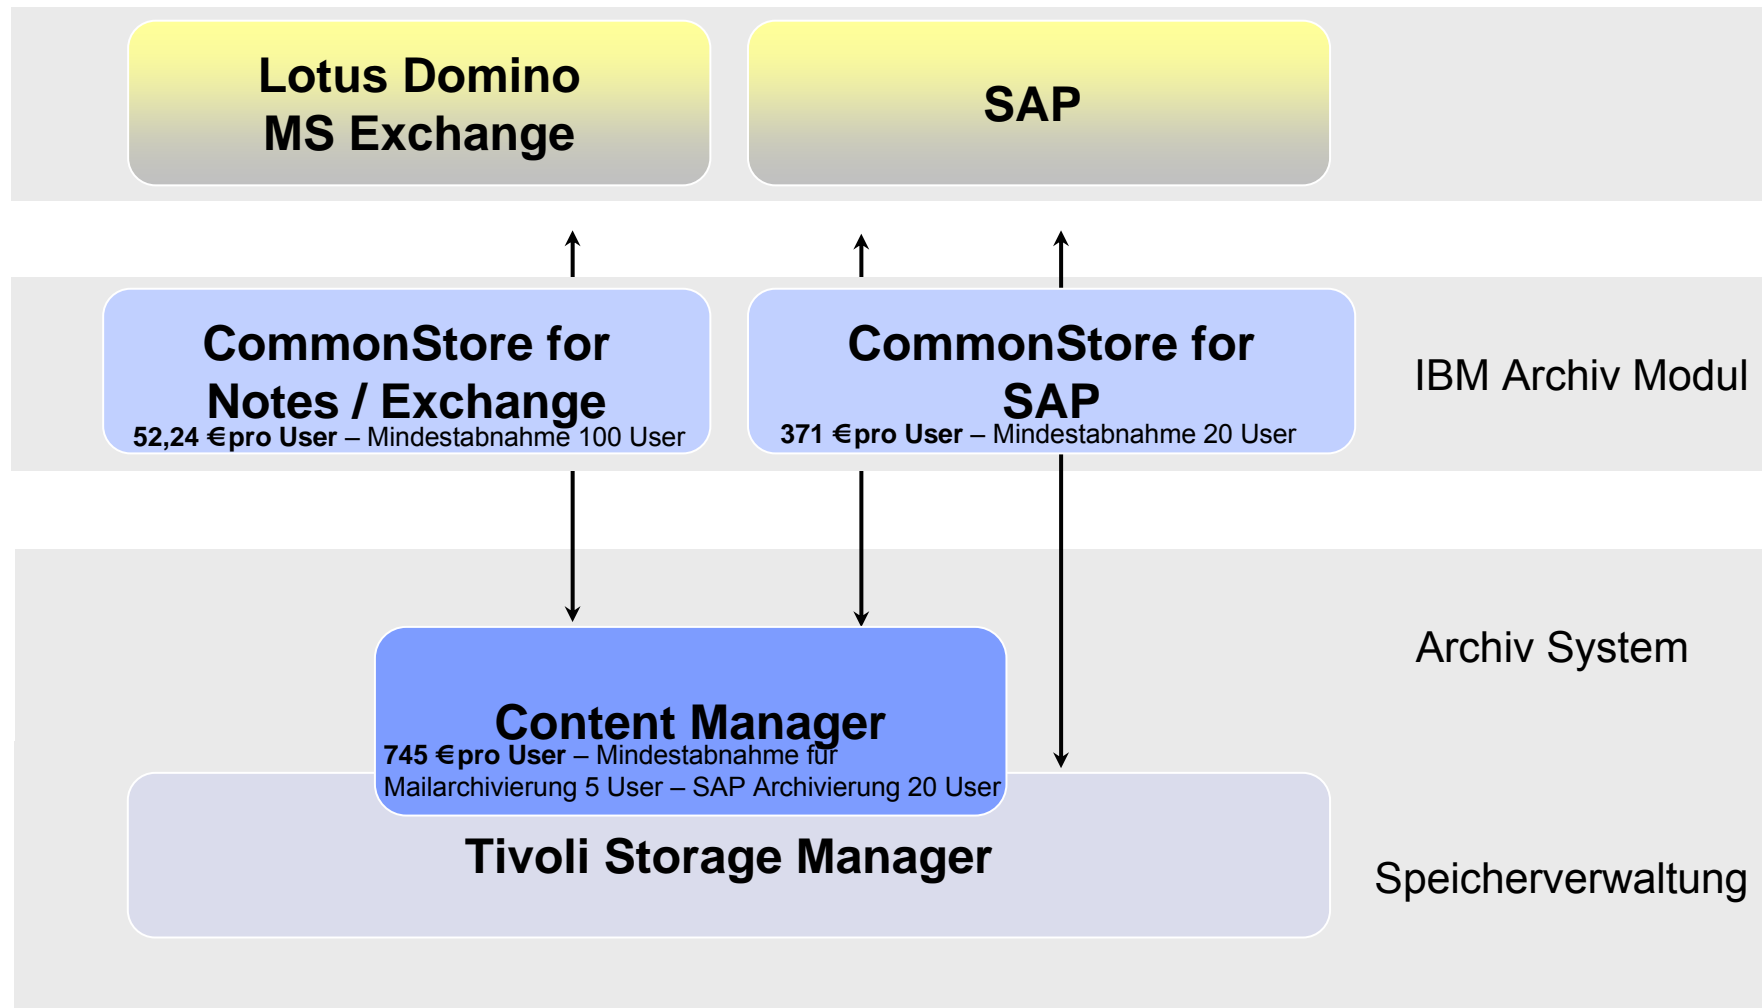 Lotus Domino
MS Exchange
SAP
CommonStore for
Notes / Exchange
52,24 €pro User – Mindestabnahme 100 User
CommonStore for
SAP
371 €pro User – Mindestabnahme 20 User
IBM Archiv Modul
Archiv System
Content Manager
745 €pro User – Mindestabnahme für
Mailarchivierung 5 User – SAP Archivierung 20 User
Tivoli Storage Manager
Speicherverwaltung